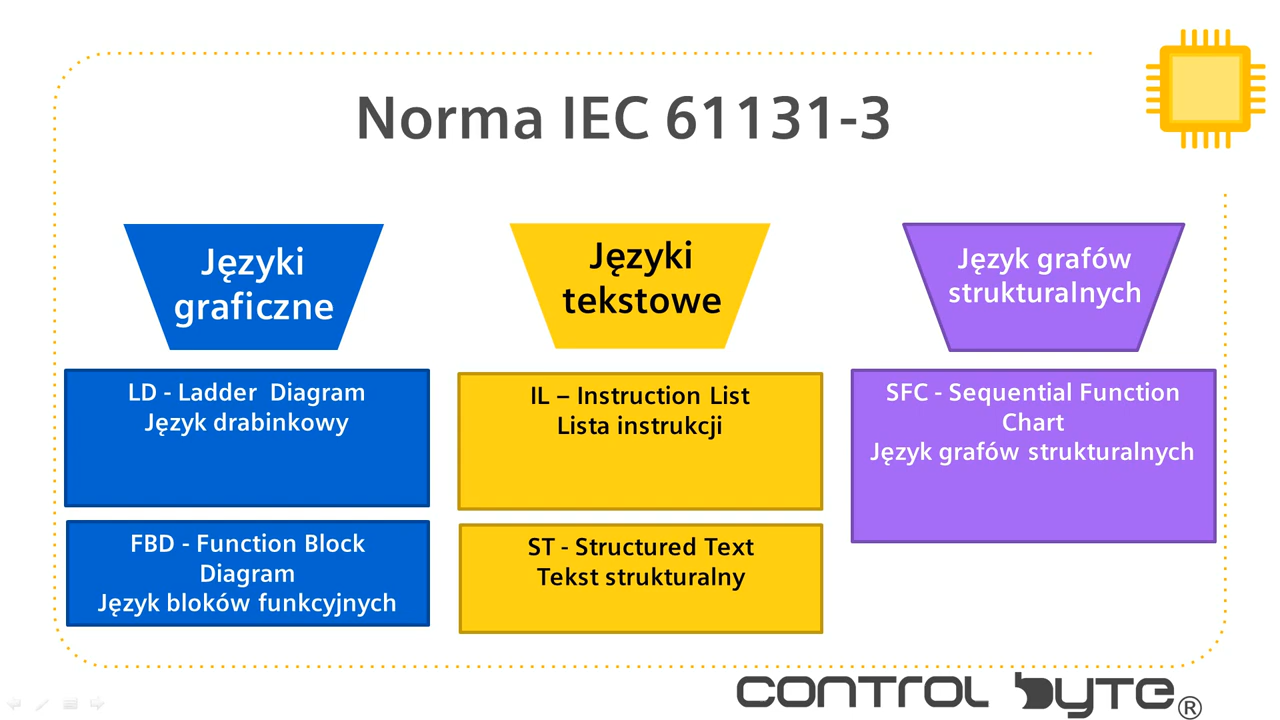 Norma IEC 61131-3
Języki
graficzne
LD - Ladder Diagram
Język drabinkowy
FBD - Function Block
Diagram
Język bloków funkcyjnych
Języki
tekstowe
IL – Instruction List
Lista instrukcji
ST - Structured Text
Tekst strukturalny
Język grafów
strukturalnych
SFC - Sequential Function
Chart
Język grafów strukturalnych
CONTROL BYTE®